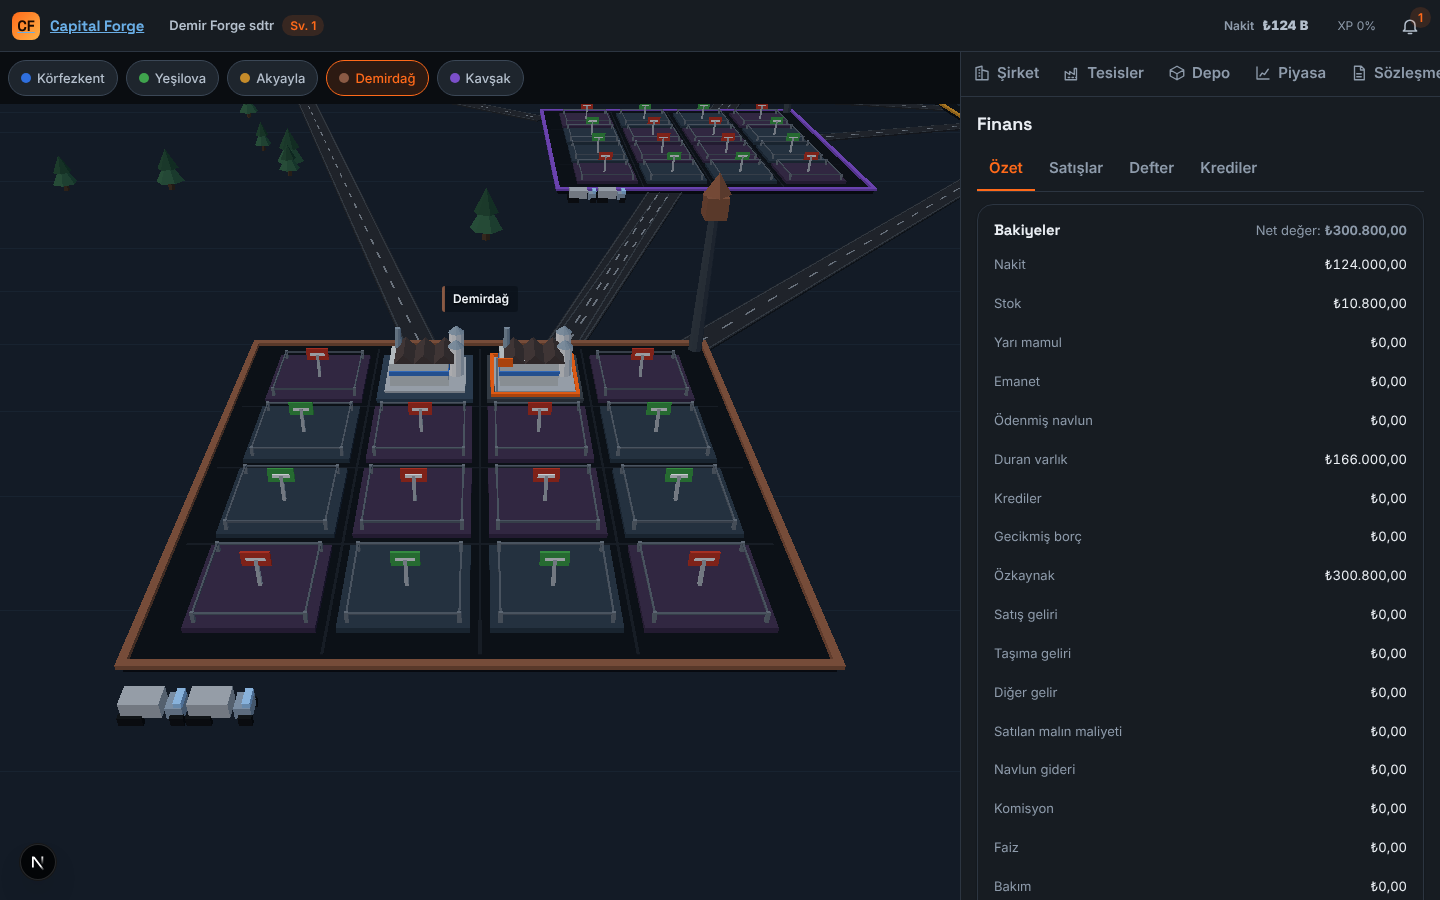 CF Capital Forge Demir Forge sdtr Sv. 1 Nakit ₺124 B XP 0% 1
Körfezkent Yeşilova Akyayla Demirdağ Kavşak
Şirket Tesisler Depo Piyasa Sözleşme
Finans
Özet Satışlar Defter Krediler
Bakiyeler Net değer: ₺300.800,00
Nakit ₺124.000,00
Stok ₺10.800,00
Yarı mamul ₺0,00
Emanet ₺0,00
Ödenmiş navlun ₺0,00
Duran varlık ₺166.000,00
Krediler ₺0,00
Gecikmiş borç ₺0,00
Özkaynak ₺300.800,00
Satış geliri ₺0,00
Taşıma geliri ₺0,00
Diğer gelir ₺0,00
Satılan malın maliyeti ₺0,00
Navlun gideri ₺0,00
Komisyon ₺0,00
Faiz ₺0,00
Bakım ₺0,00
Demirdağ
N